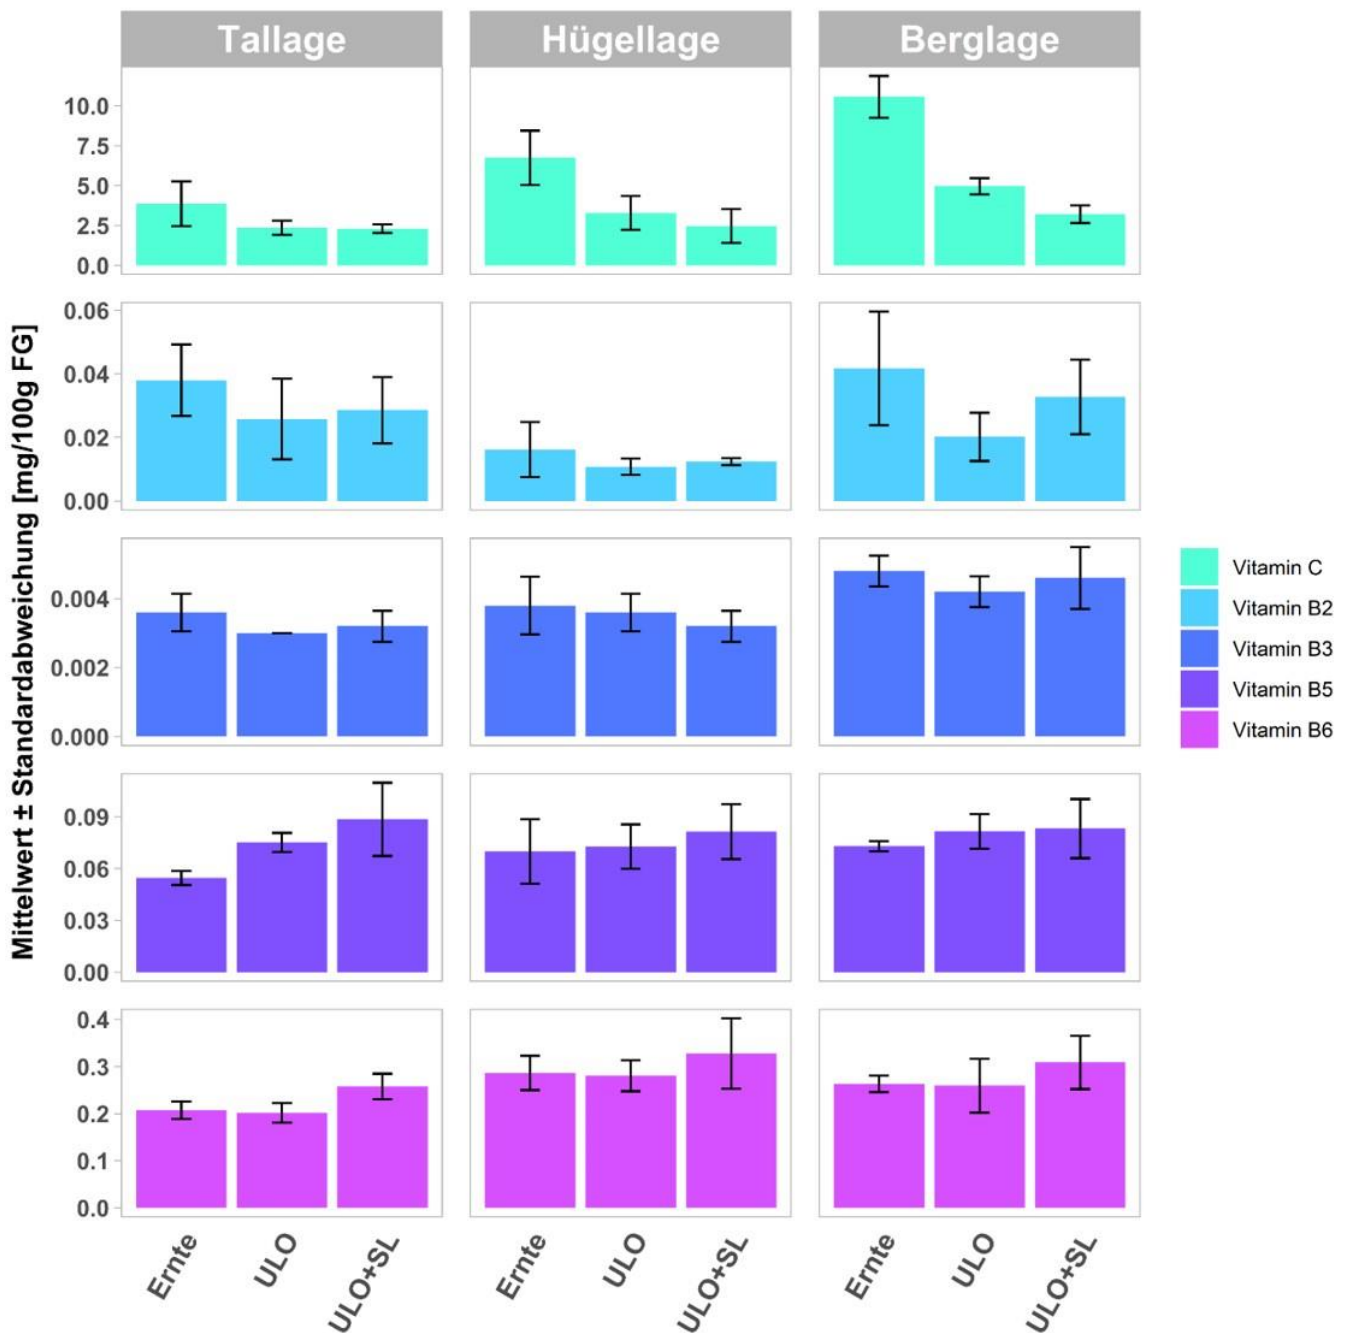 Tallage Hügellage Berglage
10.0
7.5
5.0
2.5
0.0
0.06
0.04
0.02
0.00
0.004
0.002
0.000
0.09
0.06
0.03
0.00
0.4
0.3
0.2
0.1
0.0
Mittelwert ± Standardabweichung [mg/100g FG]
Ernte ULO ULO+SL Ernte ULO ULO+SL Ernte ULO ULO+SL
Vitamin C
Vitamin B2
Vitamin B3
Vitamin B5
Vitamin B6